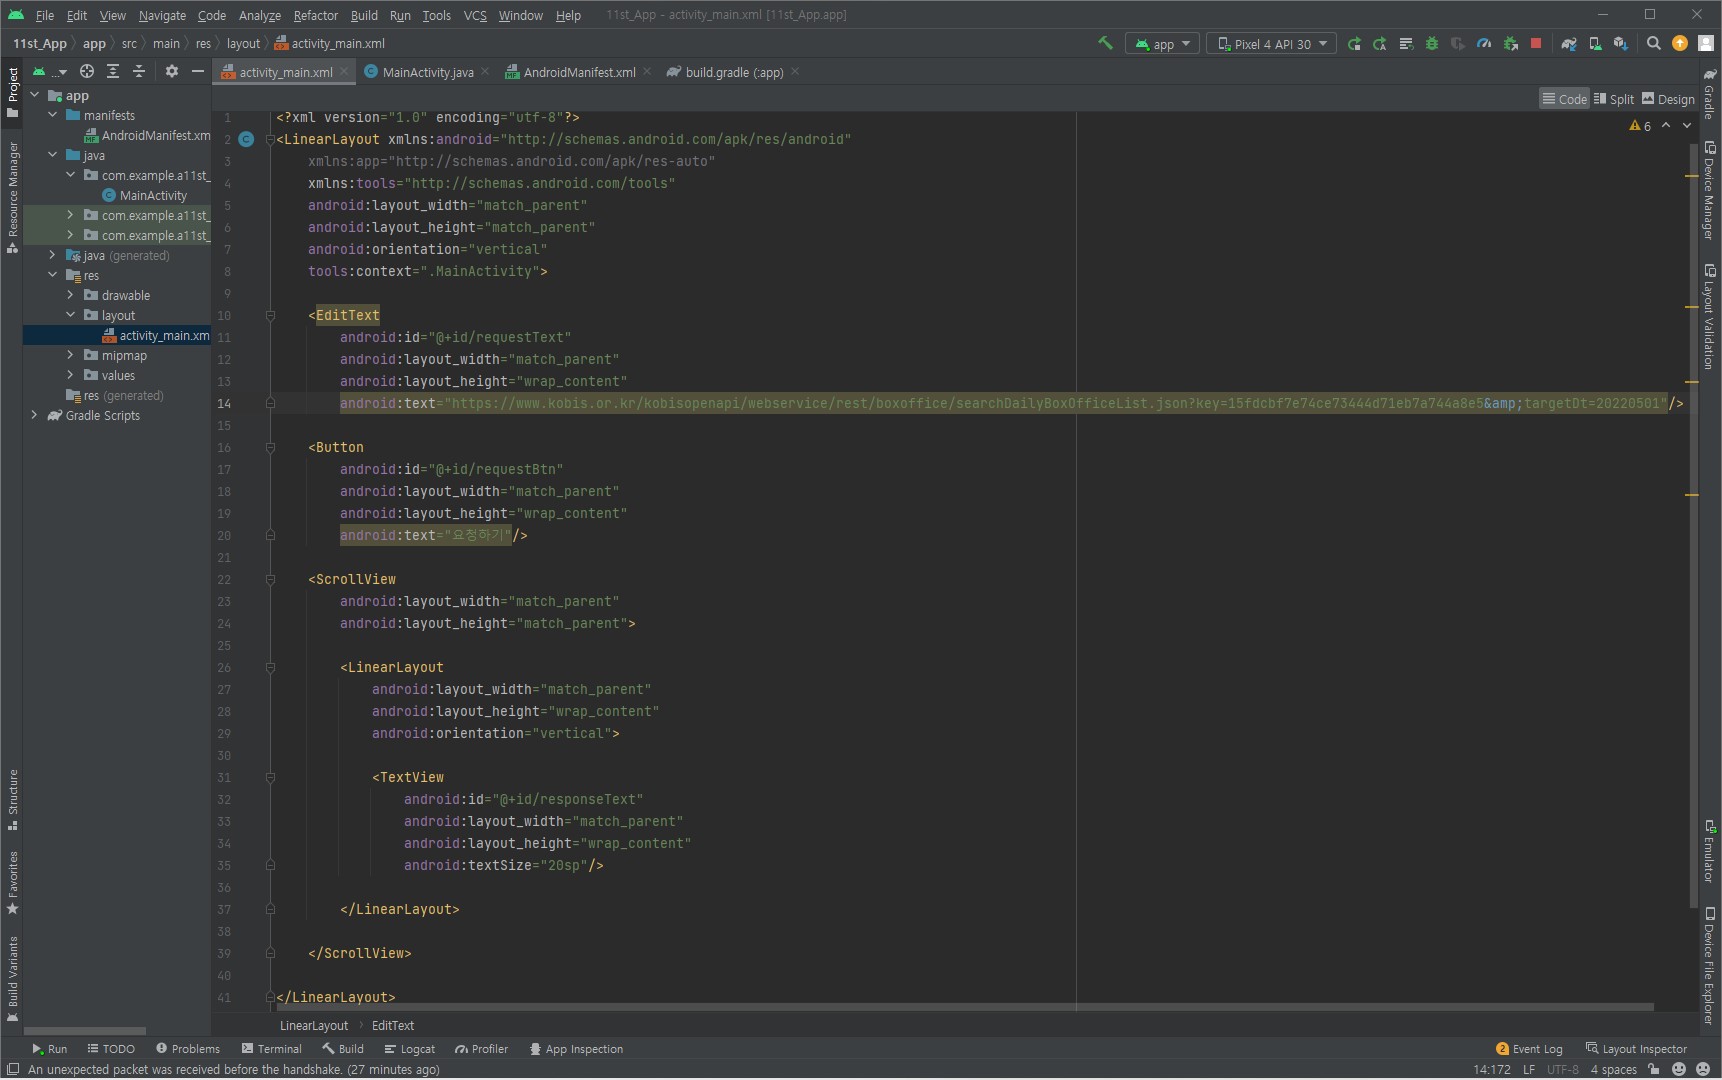 File Edit View Navigate Code Analyze Refactor Build Run Tools VCS Window Help 11st_App - activity_main.xml [11st_App.app]
11st_App app src main res layout activity_main.xml app Pixel 4 API 30
Project
... activity_main.xml MainActivity.java AndroidManifest.xml build.gradle (:app)
Code Split Design
6
app
manifests
AndroidManifest.xm
java
com.example.a11st_
MainActivity
com.example.a11st_
com.example.a11st_
java (generated)
res
drawable
layout
activity_main.xm
mipmap
values
res (generated)
Gradle Scripts
Resource Manager
Structure
Favorites
Build Variants
1 <?xml version="1.0" encoding="utf-8"?>
2 <LinearLayout xmlns:android="http://schemas.android.com/apk/res/android"
3 xmlns:app="http://schemas.android.com/apk/res-auto"
4 xmlns:tools="http://schemas.android.com/tools"
5 android:layout_width="match_parent"
6 android:layout_height="match_parent"
7 android:orientation="vertical"
8 tools:context=".MainActivity">
9
10 <EditText
11 android:id="@+id/requestText"
12 android:layout_width="match_parent"
13 android:layout_height="wrap_content"
14 android:text="https://www.kobis.or.kr/kobisopenapi/webservice/rest/boxoffice/searchDailyBoxOfficeList.json?key=15fdcbf7e74ce73444d71eb7a744a8e5&amp;targetDt=20220501"/>
15
16 <Button
17 android:id="@+id/requestBtn"
18 android:layout_width="match_parent"
19 android:layout_height="wrap_content"
20 android:text="요청하기"/>
21
22 <ScrollView
23 android:layout_width="match_parent"
24 android:layout_height="match_parent">
25
26 <LinearLayout
27 android:layout_width="match_parent"
28 android:layout_height="wrap_content"
29 android:orientation="vertical">
30
31 <TextView
32 android:id="@+id/responseText"
33 android:layout_width="match_parent"
34 android:layout_height="wrap_content"
35 android:textSize="20sp"/>
36
37 </LinearLayout>
38
39 </ScrollView>
40
41 </LinearLayout>
Gradle
Device Manager
Layout Validation
Emulator
Device File Explorer
LinearLayout EditText
Run TODO Problems Terminal Build Logcat Profiler App Inspection 2 Event Log Layout Inspector
An unexpected packet was received before the handshake. (27 minutes ago) 14:172 LF UTF-8 4 spaces